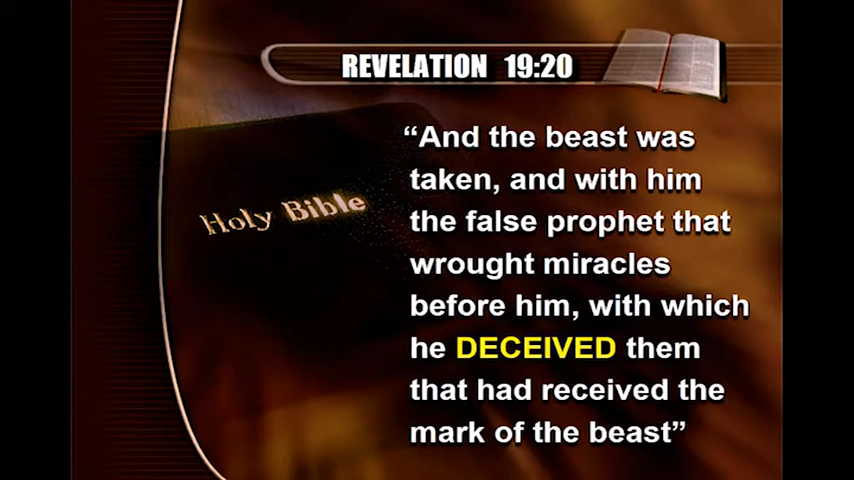 REVELATION 19:20
Holy Bible
“And the beast was
taken, and with him
the false prophet that
wrought miracles
before him, with which
he DECEIVED them
that had received the
mark of the beast”